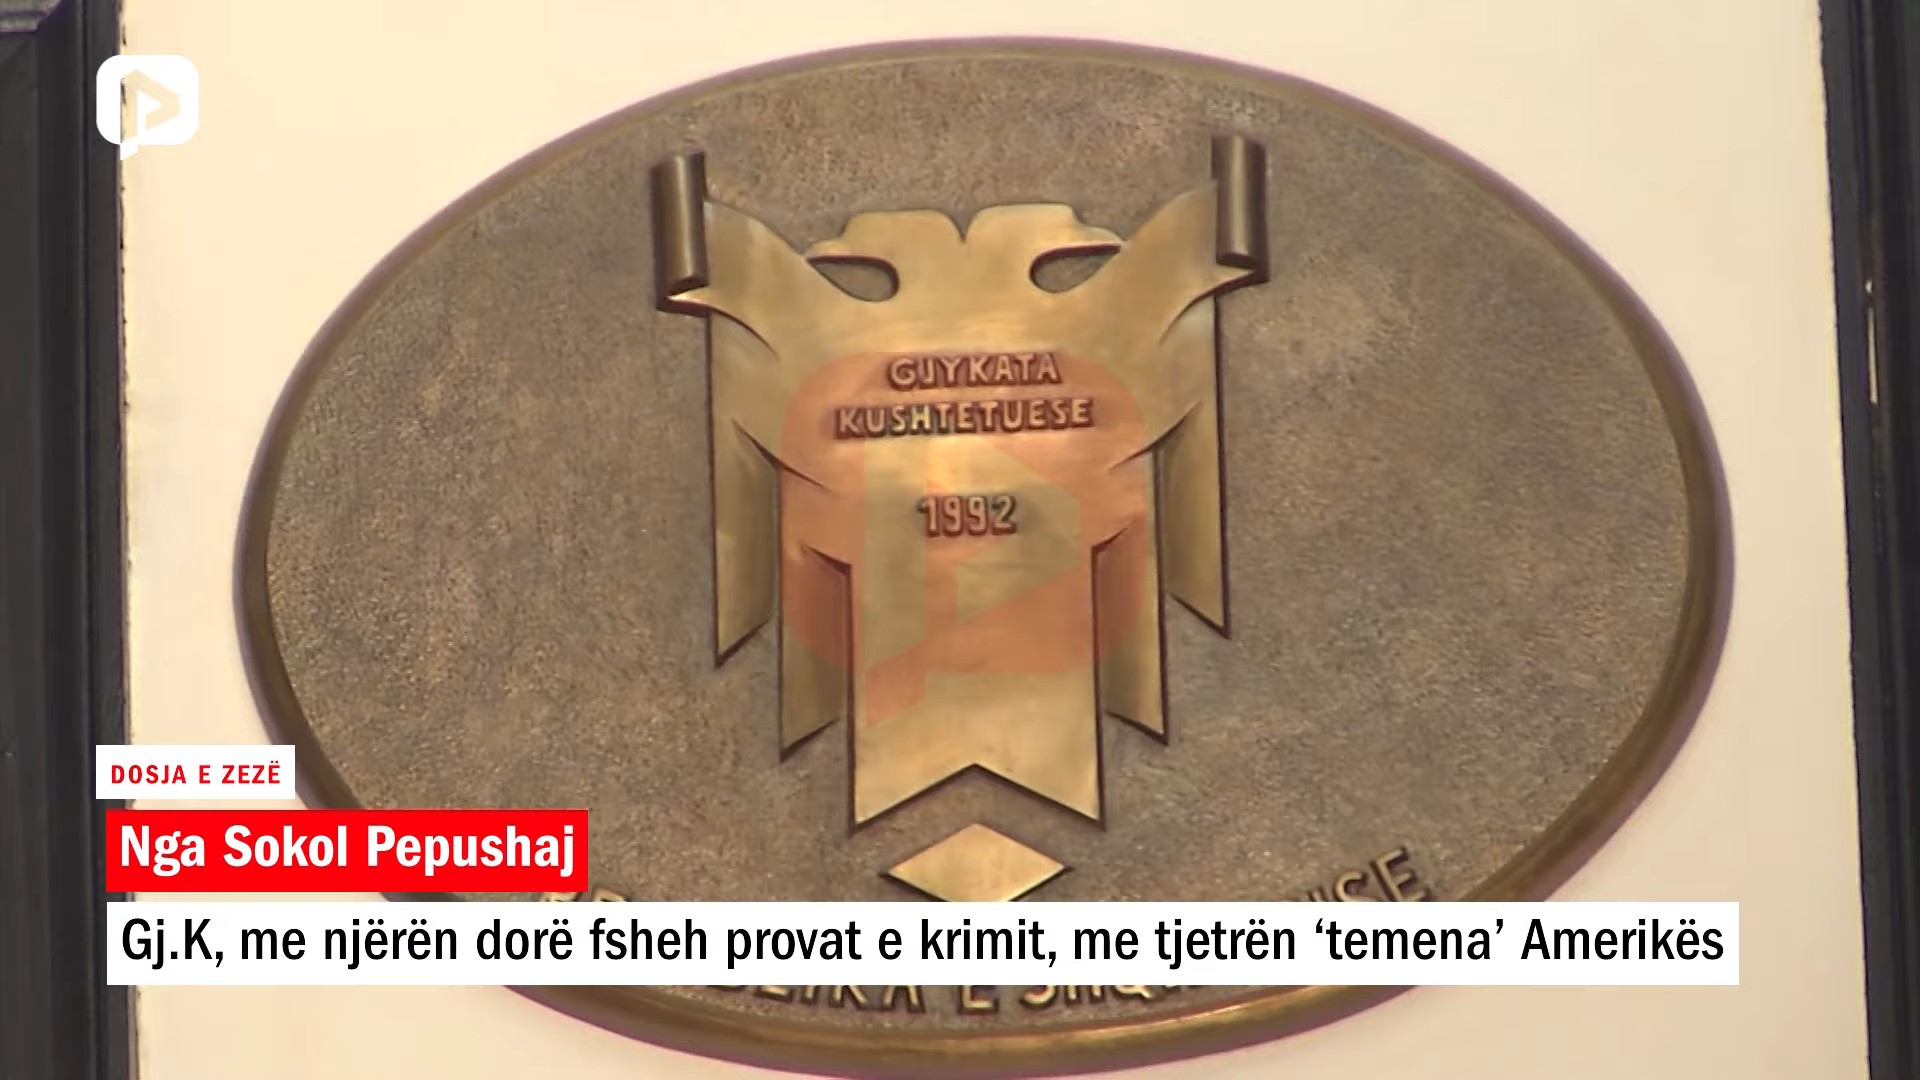 GJYKATA
KUSHTETUESE
1992
DOSJA E ZEZË
Nga Sokol Pepushaj
Gj.K, me njërën dorë fsheh provat e krimit, me tjetrën ‘temena’ Amerikës